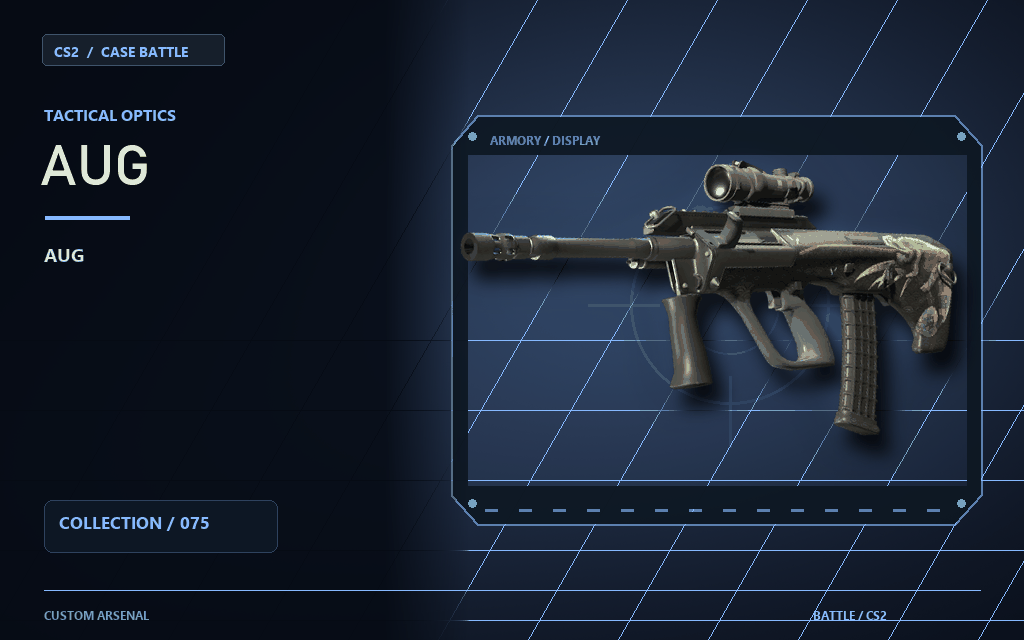 CS2 / CASE BATTLE
TACTICAL OPTICS
AUG
AUG
ARMORY / DISPLAY
COLLECTION / 075
CUSTOM ARSENAL
BATTLE / CS2